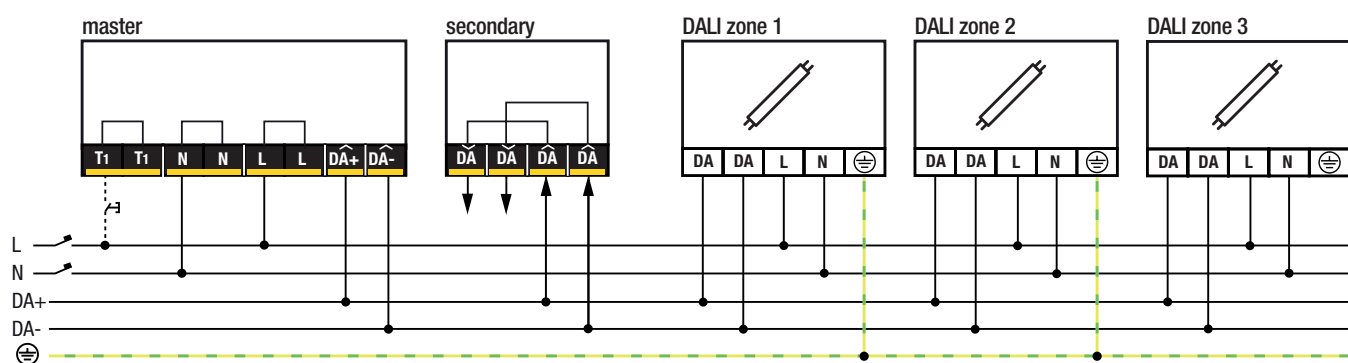 master secondary DALI zone 1 DALI zone 2 DALI zone 3
T1 T1 N N L L DA+ DA- DA DA DA DA DA DA L N DA DA L N DA DA L N
L
N
DA+
DA-